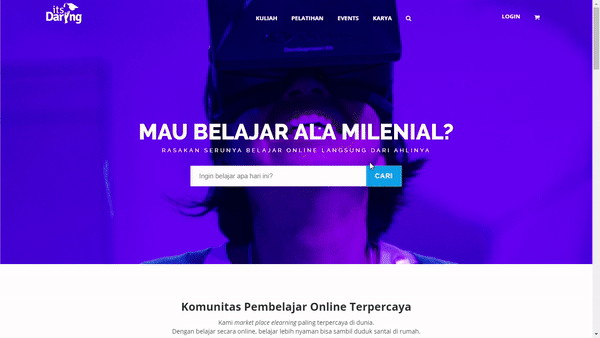 its
Daring
KULIAH PELATIHAN EVENTS KARYA LOGIN
MAU BELAJAR ALA MILENIAL?
RASAKAN SERUNYA BELAJAR ONLINE LANGSUNG DARI AHLINYA
Ingin belajar apa hari ini? CARI
Komunitas Pembelajar Online Terpercaya
Kami market place elearning paling terpercaya di dunia.
Dengan belajar secara online, belajar lebih nyaman bisa sambil duduk santai di rumah.